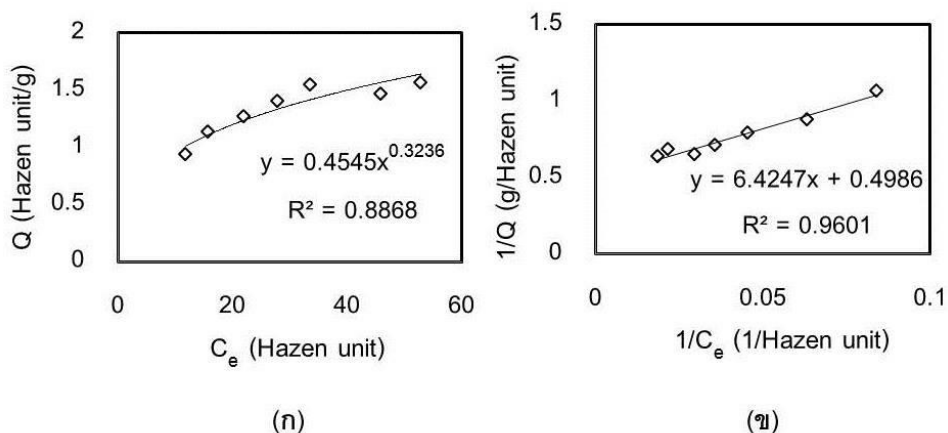 Q (Hazen unit/g)
2
1.5
1
0.5
0
y = 0.4545x^0.3236
R² = 0.8868
0 20 40 60
Cₑ (Hazen unit)
(ก)
1/Q (g/Hazen unit)
1.5
1
0.5
0
y = 6.4247x + 0.4986
R² = 0.9601
0 0.05 0.1
1/Cₑ (1/Hazen unit)
(ข)